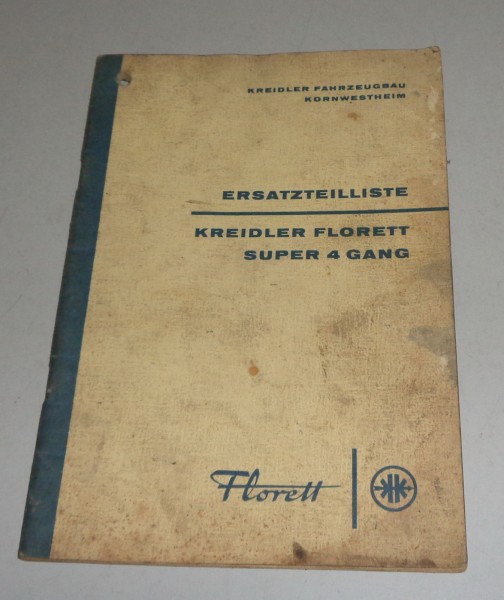 KREIDLER FAHRZEUGBAU
KORNWESTHEIM
ERSATZTEILLISTE
KREIDLER FLORETT
SUPER 4 GANG
Florett